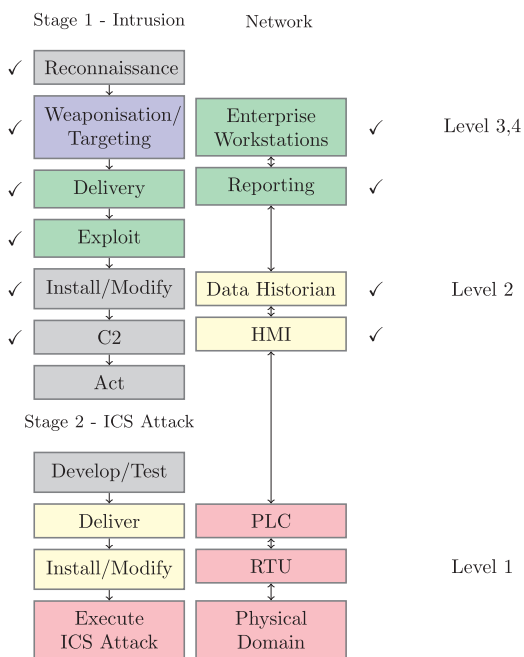 Stage 1 - Intrusion
Network
✓ Reconnaissance
✓ Weaponisation/
Targeting
Enterprise
Workstations ✓
Level 3,4
✓ Delivery
Reporting ✓
✓ Exploit
✓ Install/Modify
Data Historian ✓
Level 2
✓ C2
HMI ✓
Act
Stage 2 - ICS Attack
Develop/Test
Deliver
PLC
Install/Modify
RTU
Level 1
Execute
ICS Attack
Physical
Domain